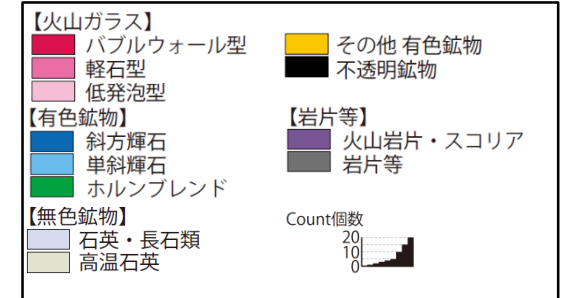 【火山ガラス】
バブルウォール型
軽石型
低発泡型
【有色鉱物】
斜方輝石
単斜輝石
ホルンブレンド
【無色鉱物】
石英・長石類
高温石英
その他 有色鉱物
不透明鉱物
【岩片等】
火山岩片・スコリア
岩片等
Count個数
20
10
0